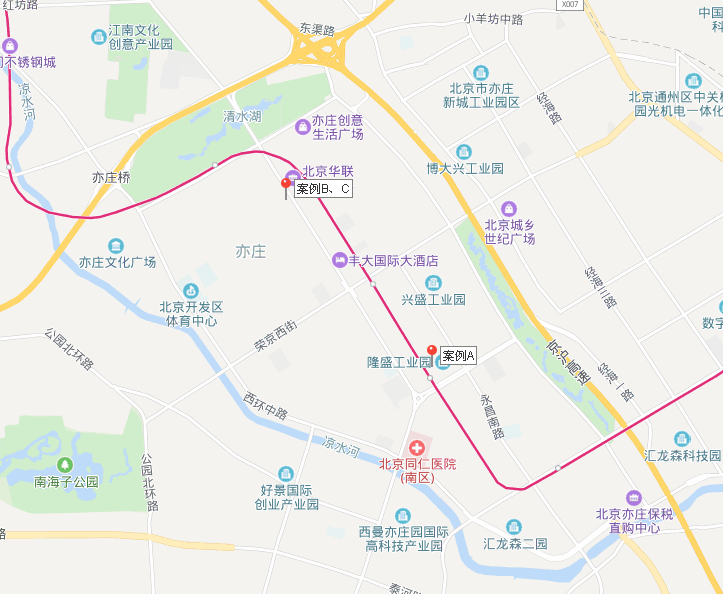 红坊路
江南文化
创意产业园
不锈钢城
凉水河
东渠路
小羊坊中路
X007
中国
北京市亦庄
新城工业园区
经海路
北京通州区中关
园光机电一体化
清水湖
亦庄创意
生活广场
博大兴工业园
亦庄桥
北京华联
案例B、C
北京城乡
世纪广场
亦庄文化广场
亦庄
丰大国际大酒店
北京开发区
体育中心
兴盛工业园
经海三路
数字
荣京西街
公园北环路
隆盛工业园
案例A
京沪高速
经海一路
西环中路
永昌南路
凉水河
汇龙森科技园
北京同仁医院
(南区)
南海子公园
公园北环路
好景国际
创业产业园
北京亦庄保税
直购中心
西曼亦庄园国际
高科技产业园
汇龙森二园
泰河路